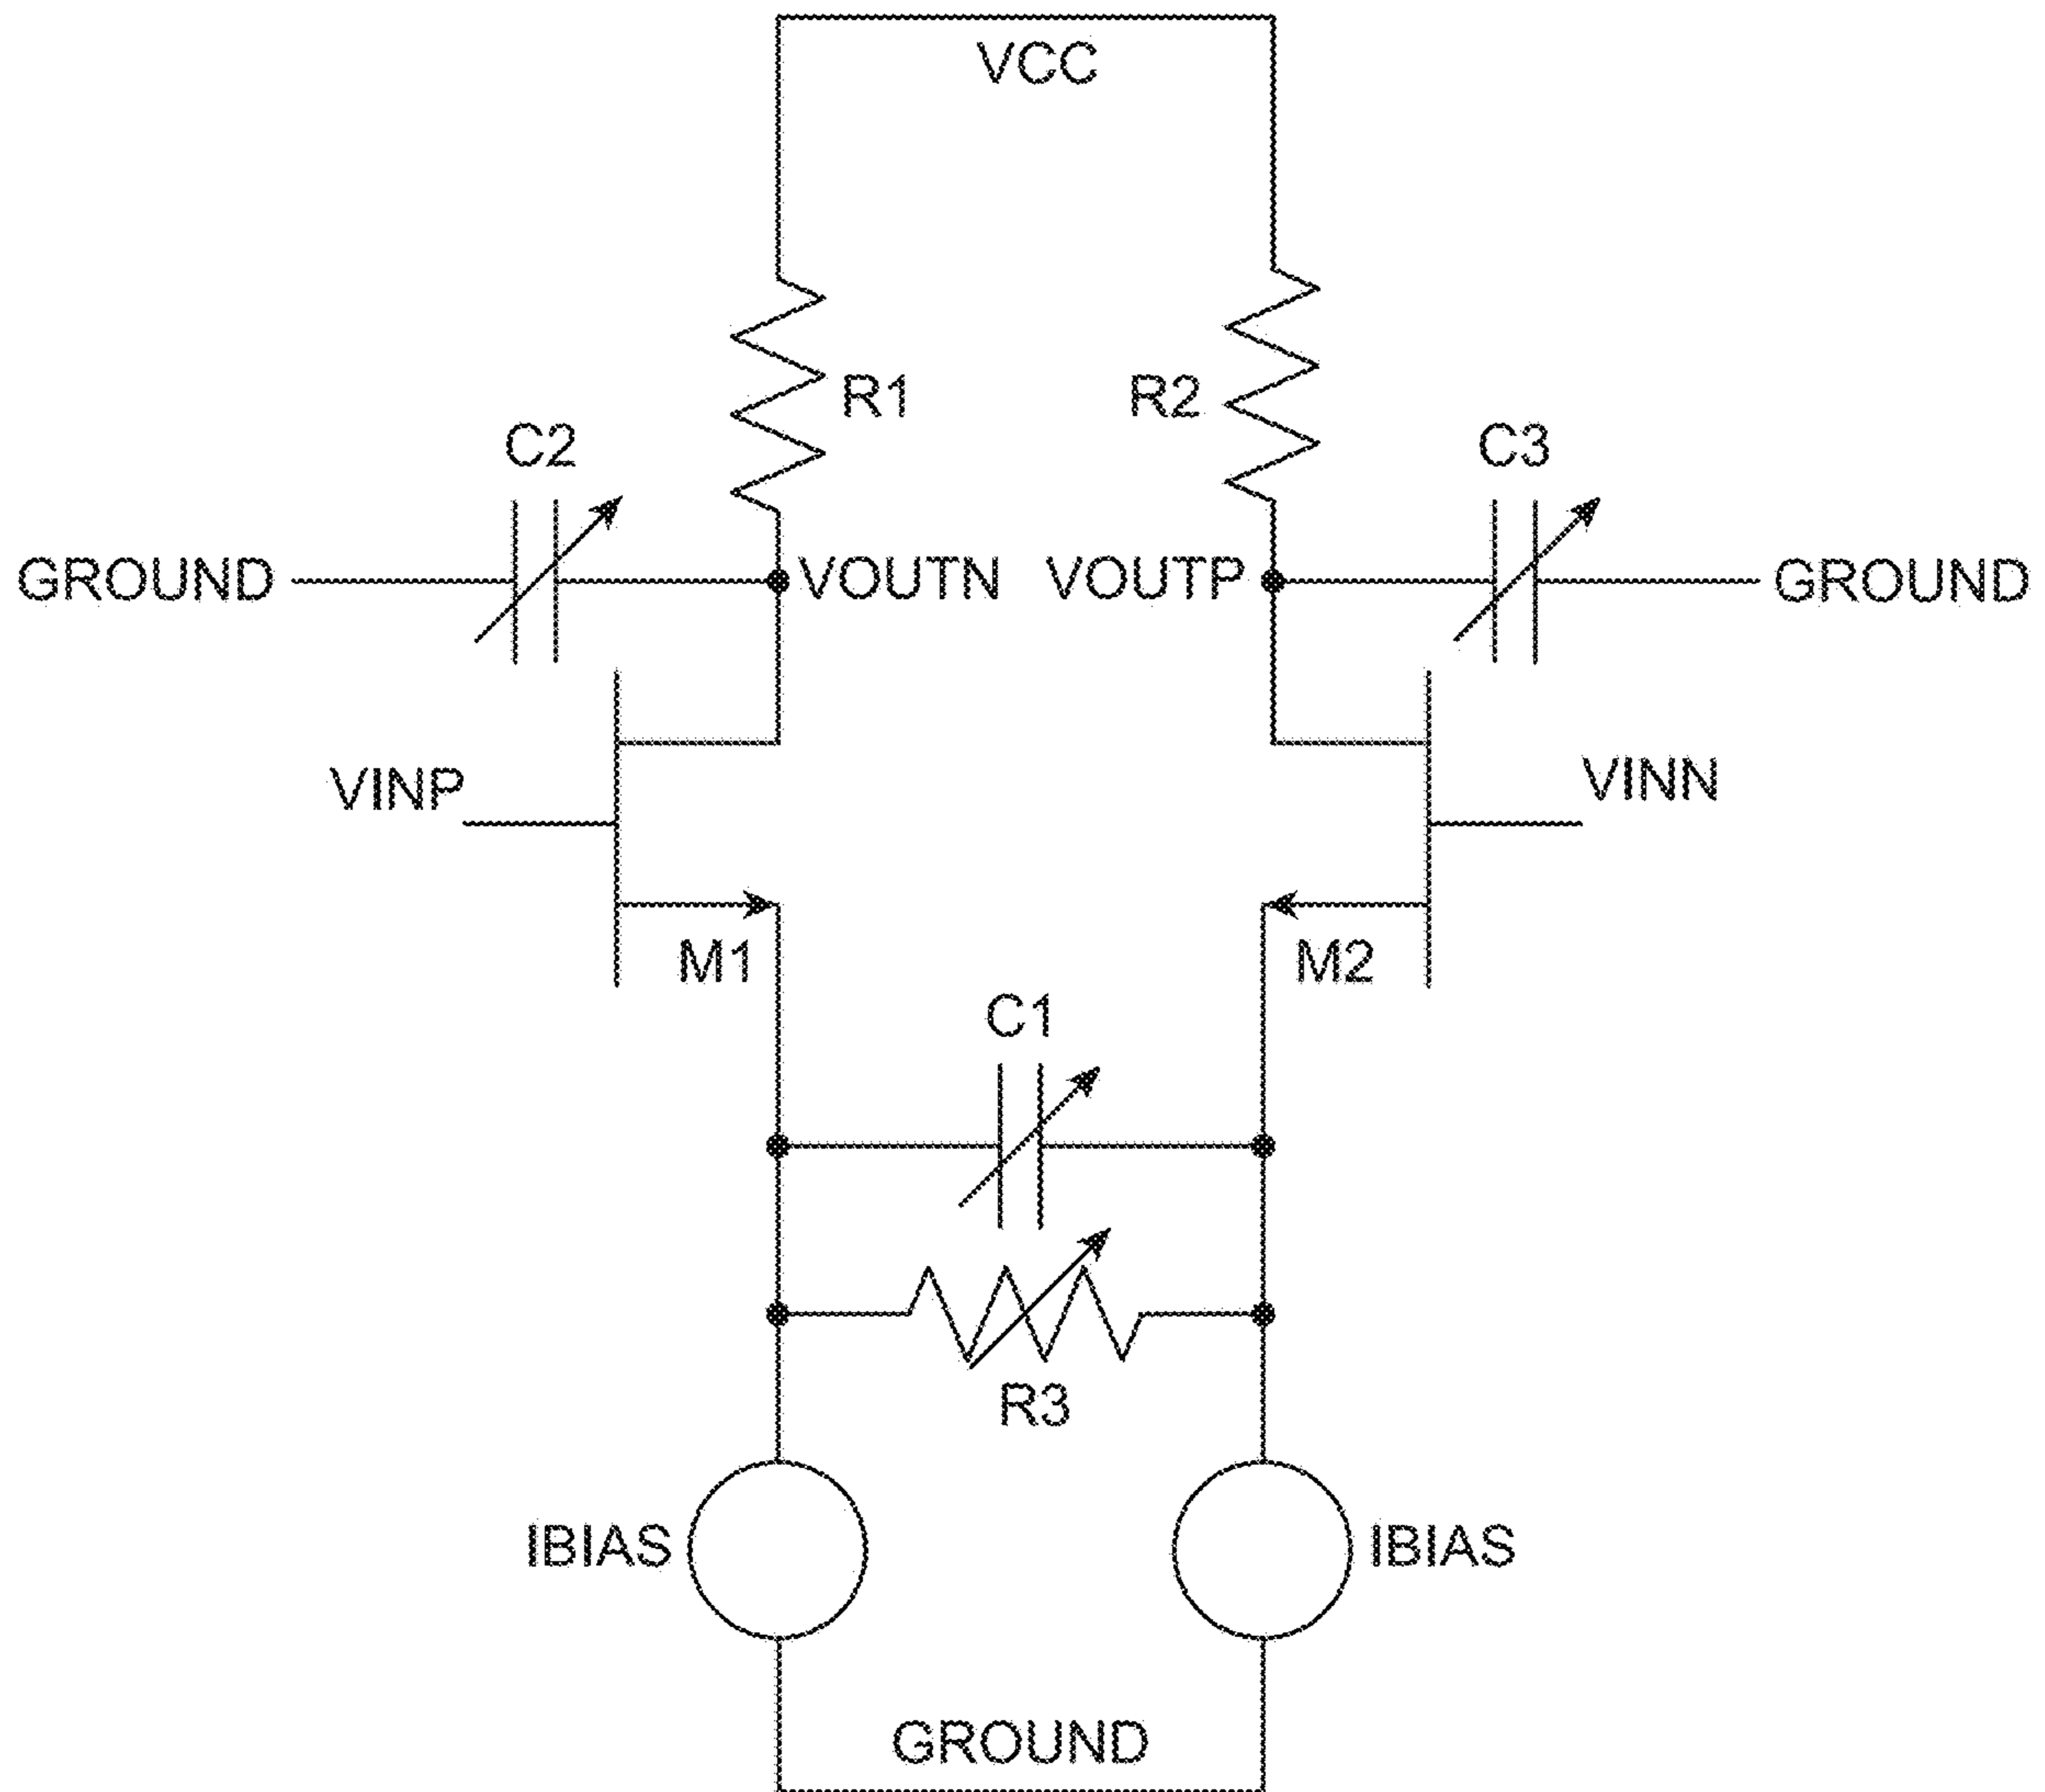 VCC
R1
R2
C2
C3
GROUND
VOUTN
VOUTP
GROUND
VINP
VINN
M1
M2
C1
R3
IBIAS
IBIAS
GROUND